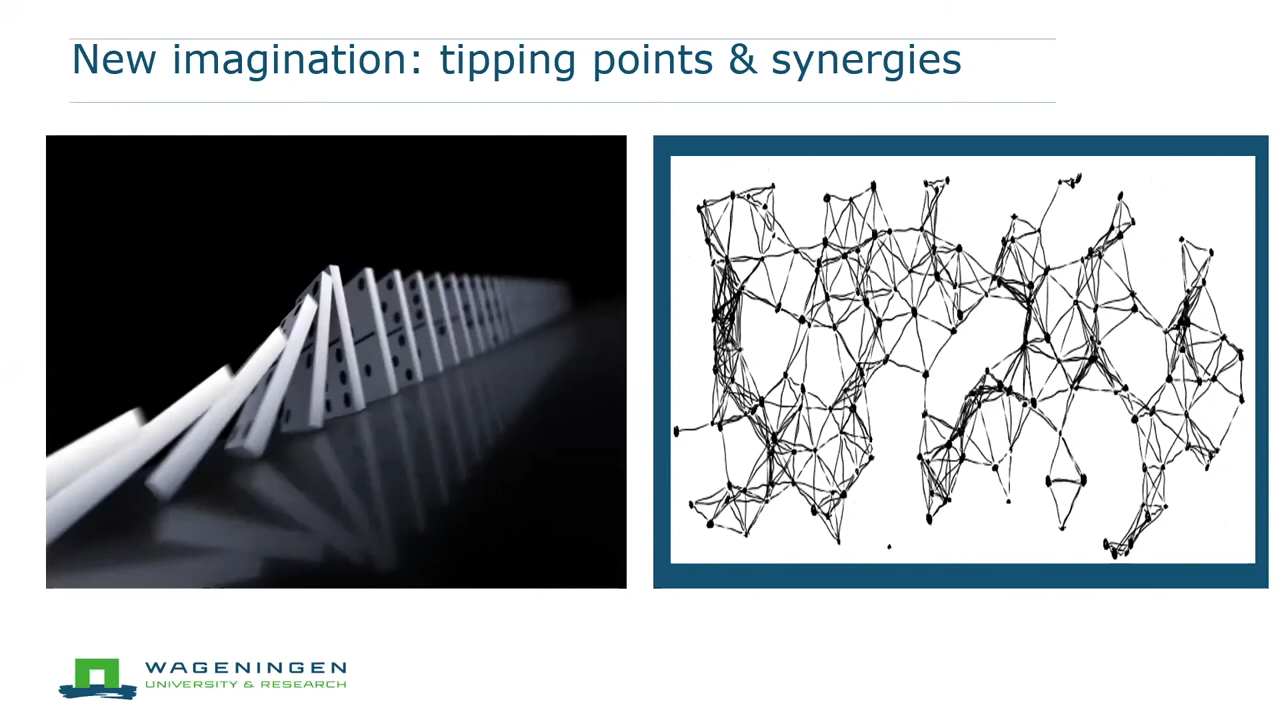 New imagination: tipping points & synergies
WAGENINGEN
UNIVERSITY & RESEARCH